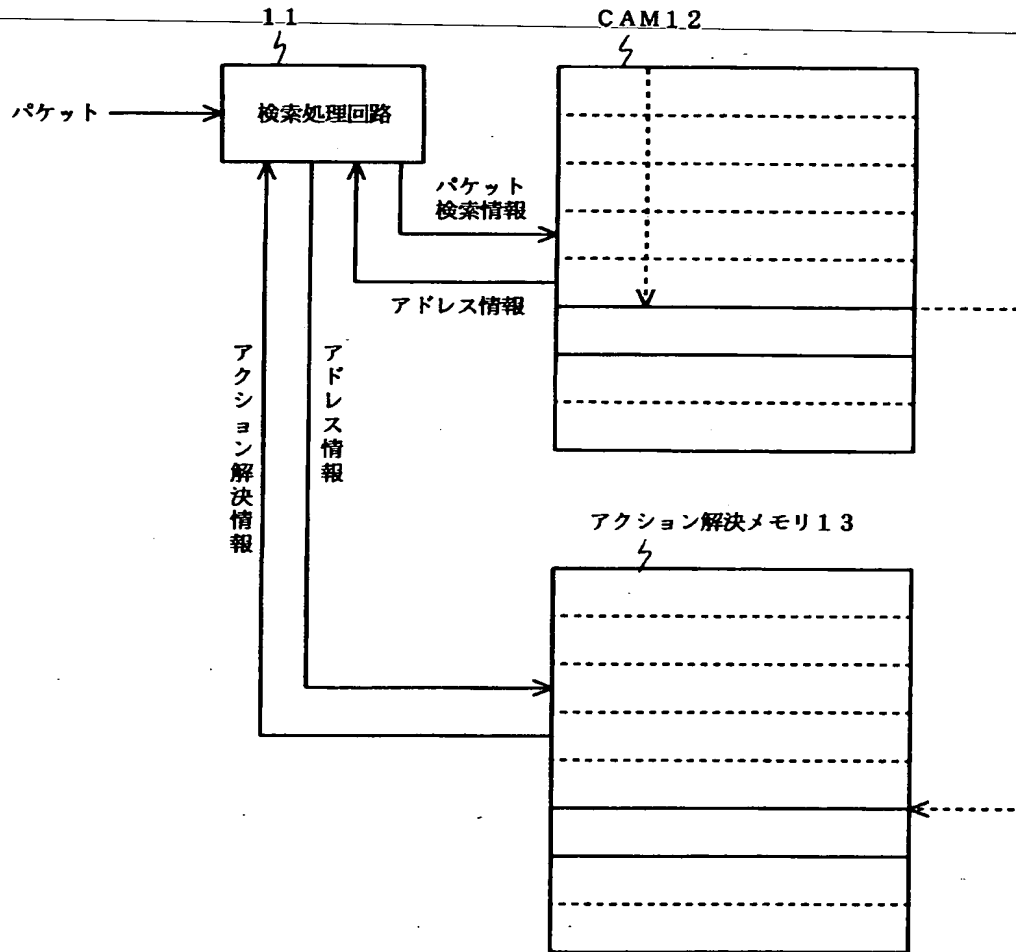 11
CAM12
パケット
検索処理回路
パケット
検索情報
アドレス情報
アクション解決情報
アドレス情報
アクション解決メモリ13